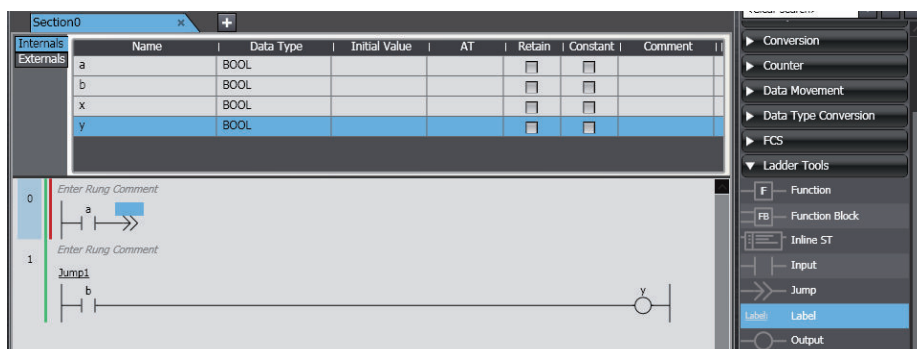 Section0 × +
Internals
Externals
Name Data Type Initial Value AT Retain Constant Comment
a BOOL
b BOOL
x BOOL
y BOOL
0
Enter Rung Comment
a
1
Enter Rung Comment
Jump1
b y
Conversion
Counter
Data Movement
Data Type Conversion
FCS
Ladder Tools
F Function
FB Function Block
Inline ST
Input
Jump
Label: Label
Output